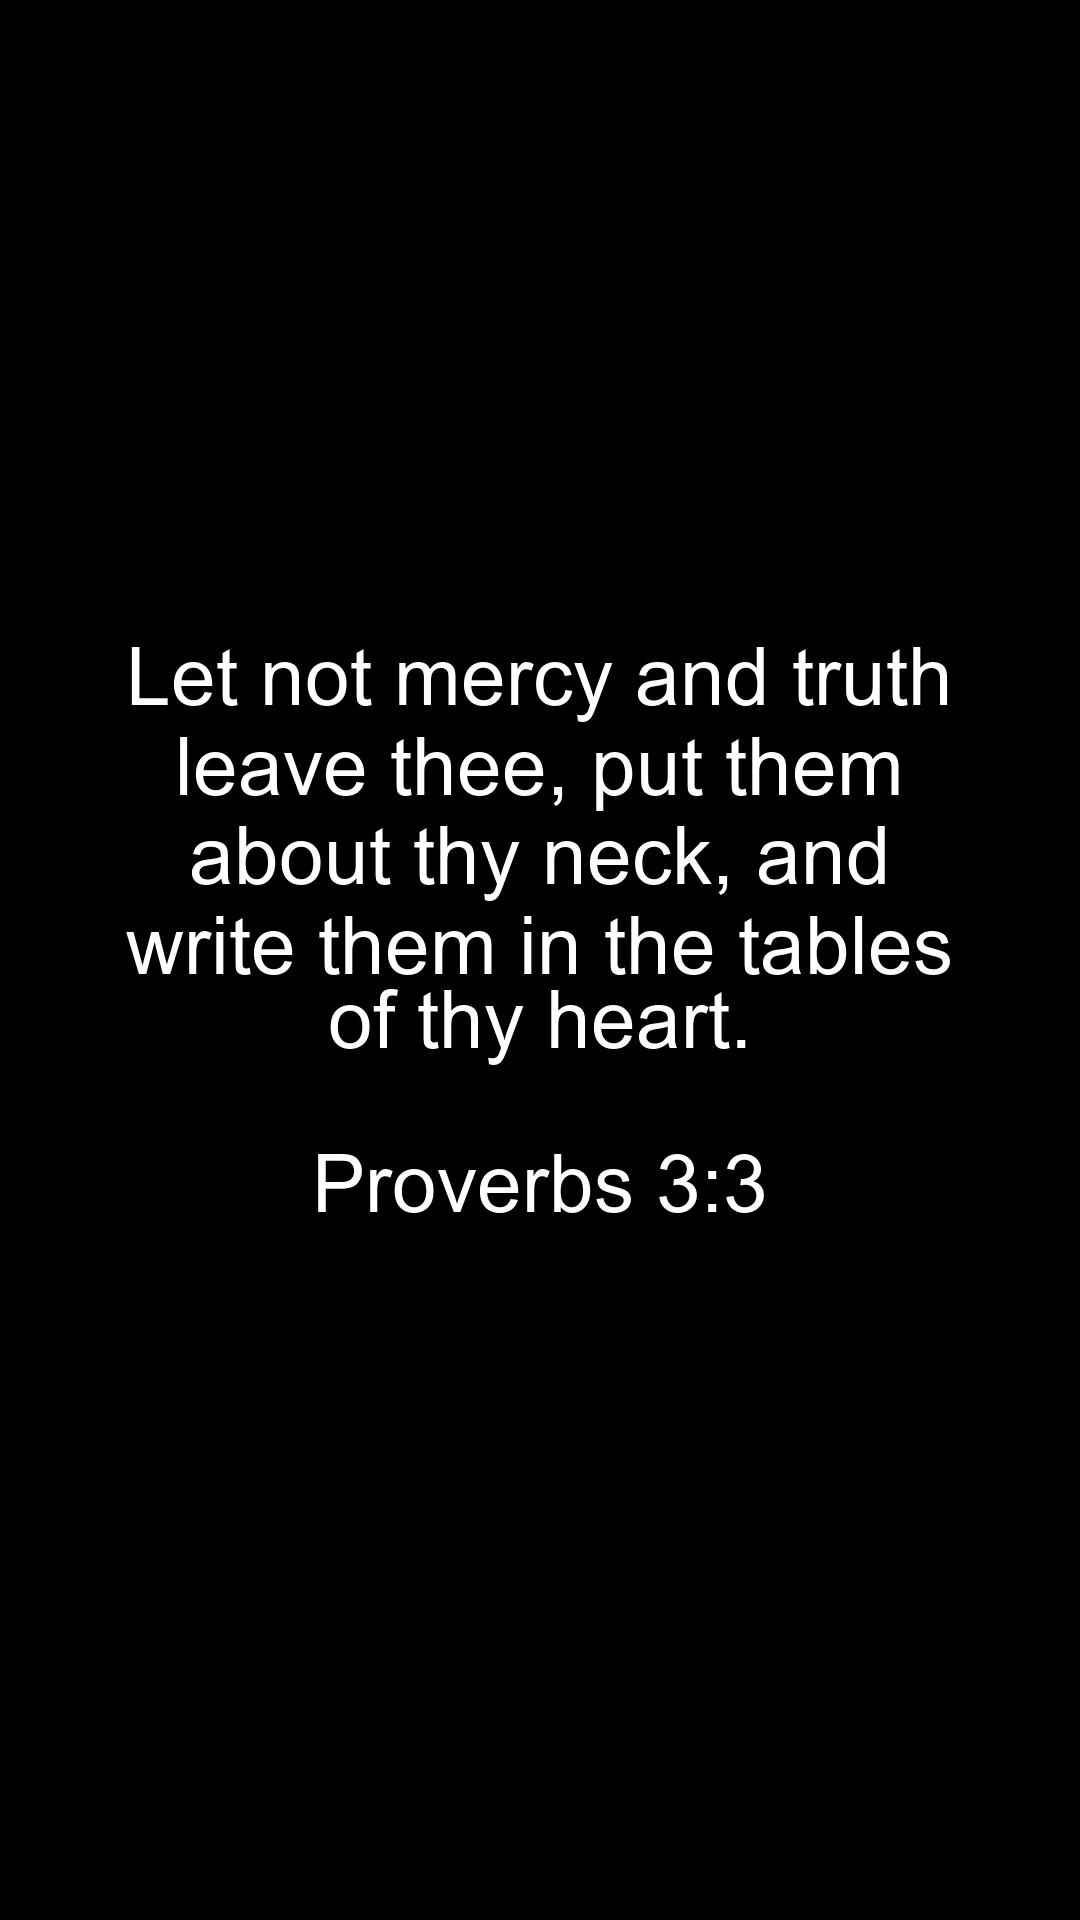 Let not mercy and truth
leave thee, put them
about thy neck, and
write them in the tables
of thy heart.
Proverbs 3:3